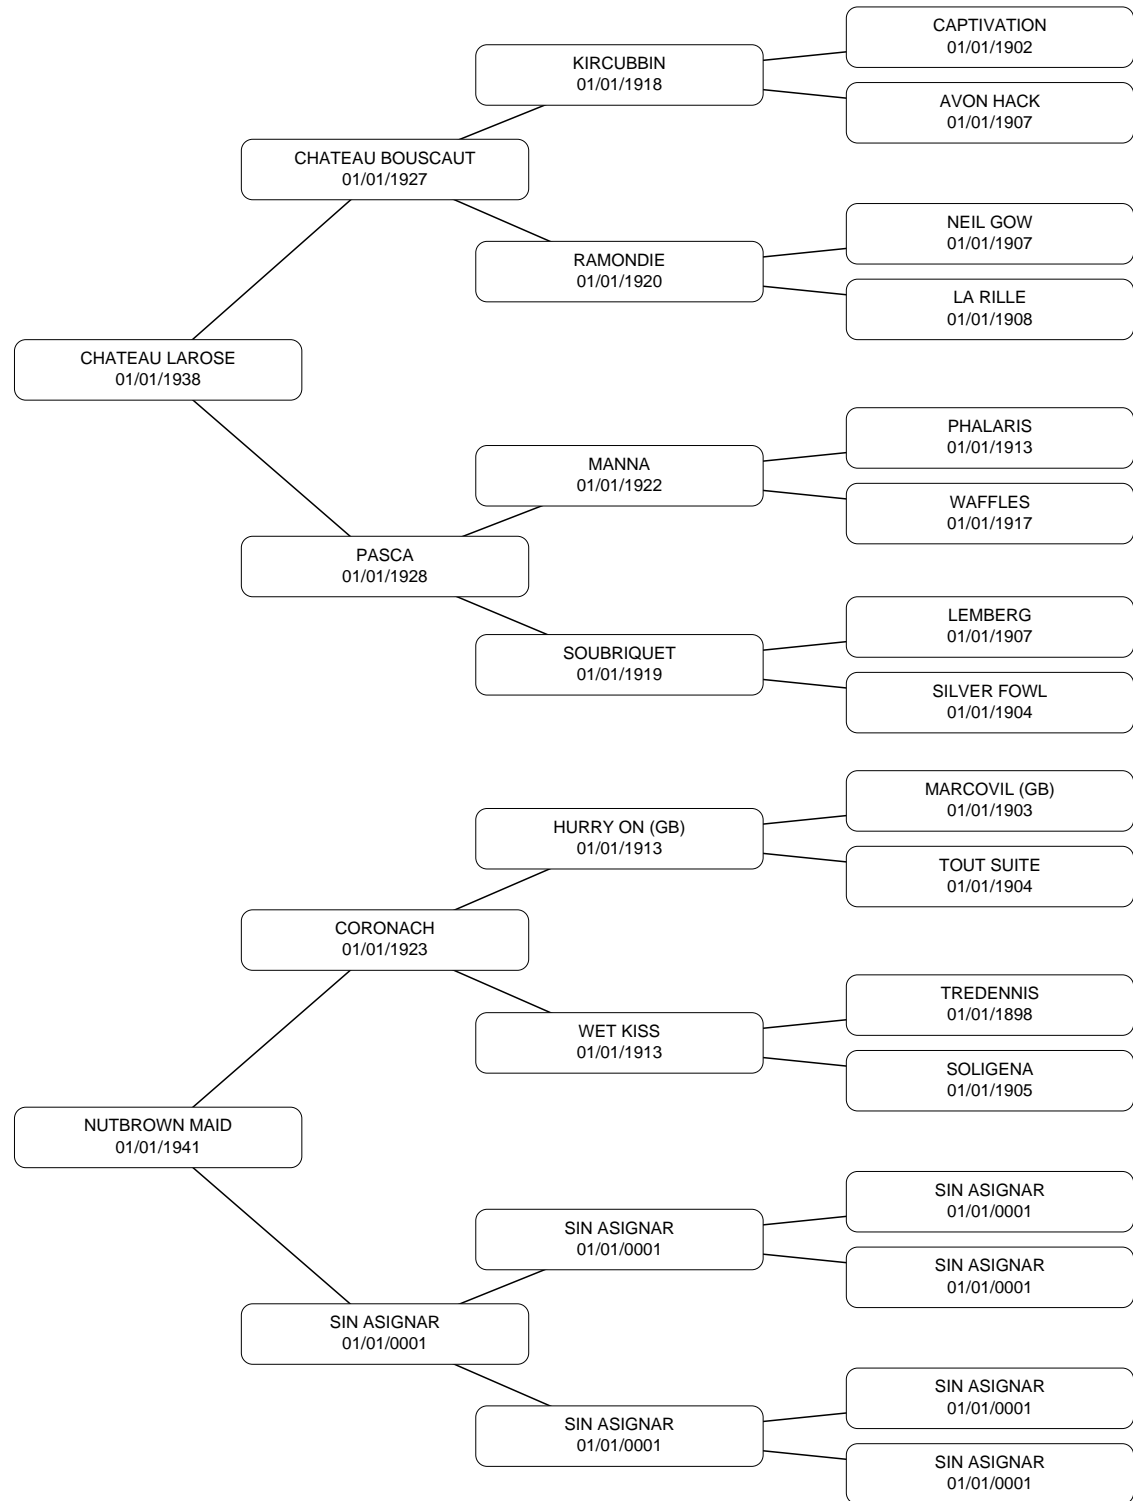 CAPTIVATION
01/01/1902
KIRCUBBIN
01/01/1918
AVON HACK
01/01/1907
CHATEAU BOUSCAUT
01/01/1927
NEIL GOW
01/01/1907
RAMONDIE
01/01/1920
LA RILLE
01/01/1908
CHATEAU LAROSE
01/01/1938
PHALARIS
01/01/1913
MANNA
01/01/1922
WAFFLES
01/01/1917
PASCA
01/01/1928
LEMBERG
01/01/1907
SOUBRIQUET
01/01/1919
SILVER FOWL
01/01/1904
MARCOVIL (GB)
01/01/1903
HURRY ON (GB)
01/01/1913
TOUT SUITE
01/01/1904
CORONACH
01/01/1923
TREDENNIS
01/01/1898
WET KISS
01/01/1913
SOLIGENA
01/01/1905
NUTBROWN MAID
01/01/1941
SIN ASIGNAR
01/01/0001
SIN ASIGNAR
01/01/0001
SIN ASIGNAR
01/01/0001
SIN ASIGNAR
01/01/0001
SIN ASIGNAR
01/01/0001
SIN ASIGNAR
01/01/0001
SIN ASIGNAR
01/01/0001